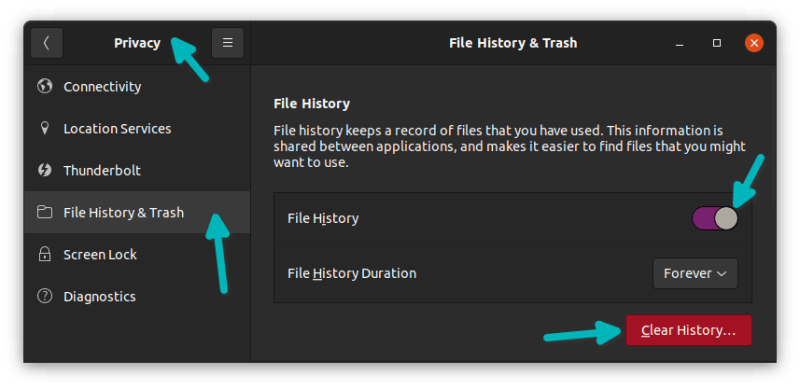 Privacy
File History & Trash
Connectivity
Location Services
Thunderbolt
File History & Trash
Screen Lock
Diagnostics
File History
File history keeps a record of files that you have used. This information is
shared between applications, and makes it easier to find files that you might
want to use.
File History
File History Duration
Forever
Clear History...